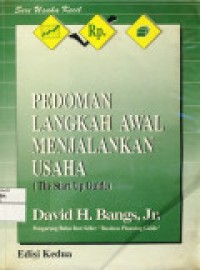 Seri Usaha Kecil
Rp.
PEDOMAN
LANGKAH AWAL
MENJALANKAN
USAHA
(The Start Up Guide)
David H. Bangs, Jr.
Pengarang Buku Best Seller "Business Planning Guide"
Edisi Kedua